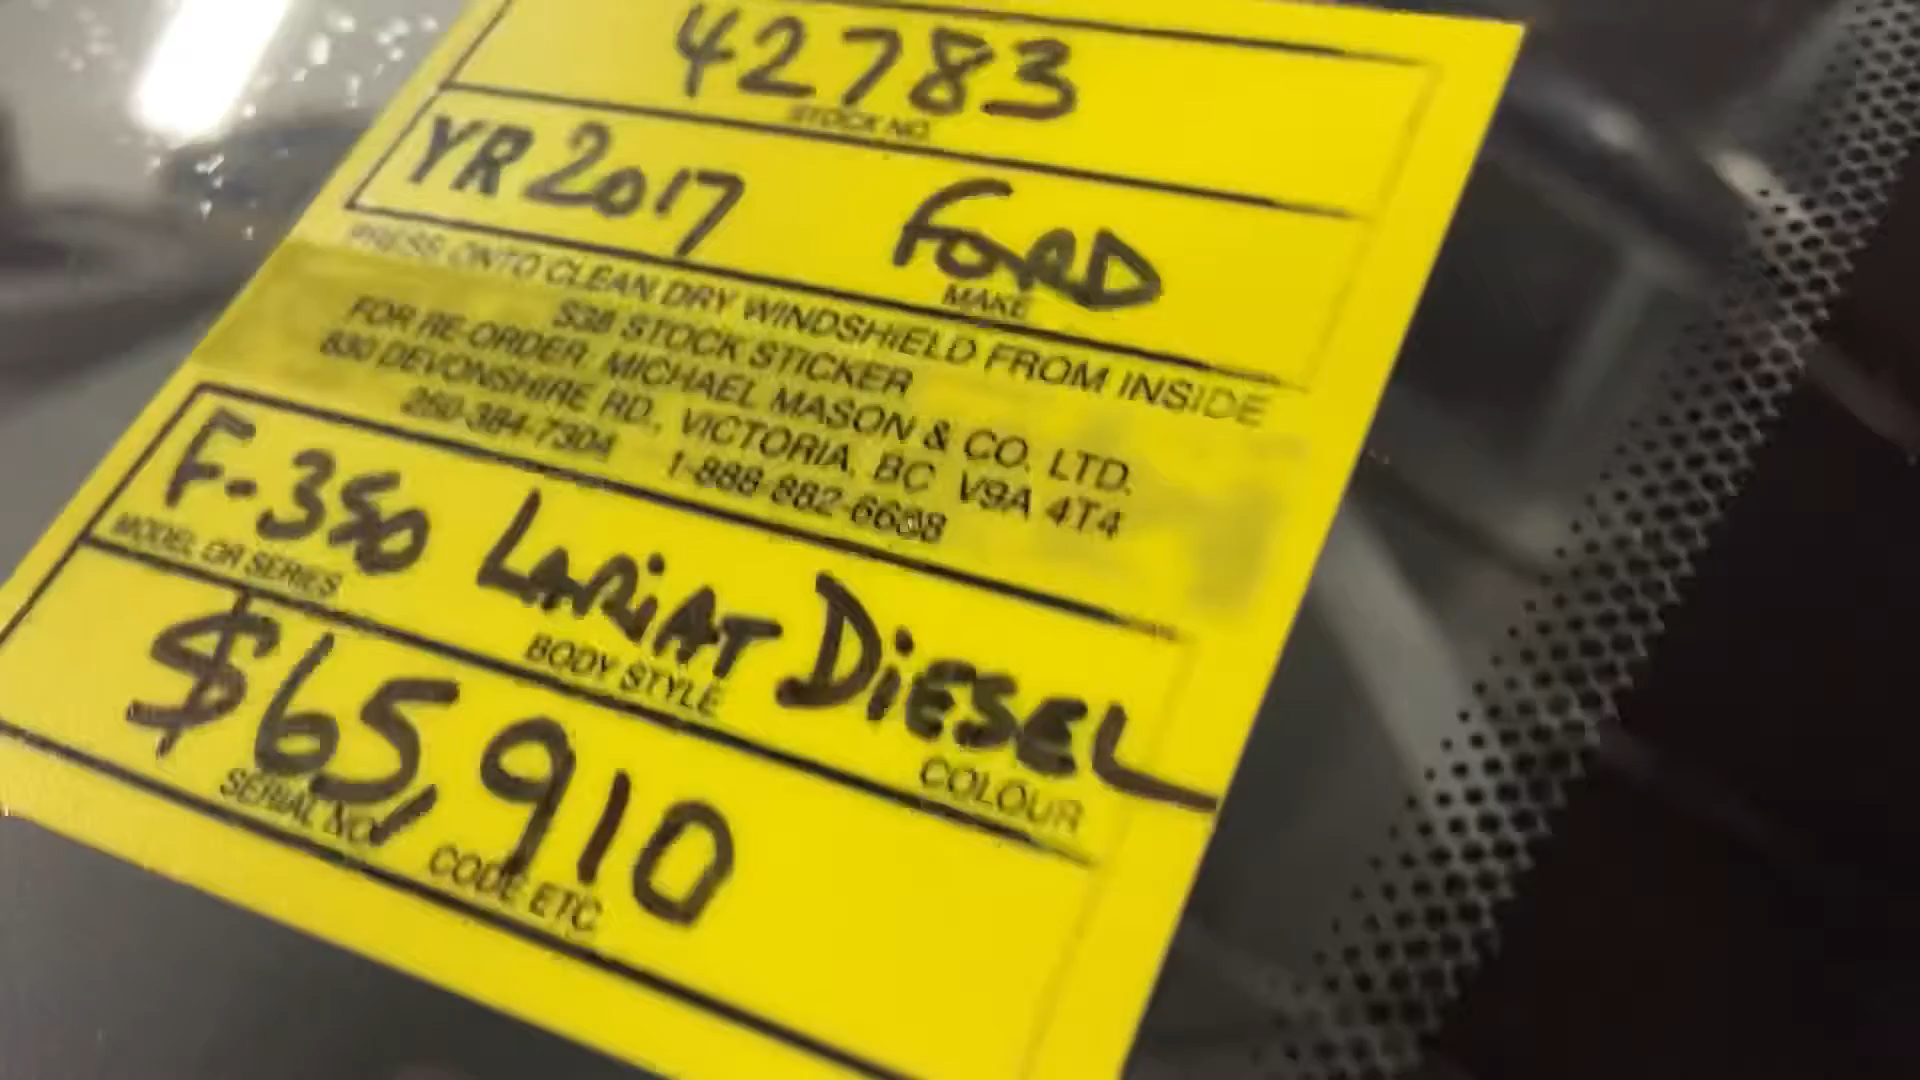 42783
STOCK NO.
YR 2017 FORD
MAKE
PRESS ONTO CLEAN DRY WINDSHIELD FROM INSIDE
S38 STOCK STICKER
FOR RE-ORDER, MICHAEL MASON & CO. LTD.
830 DEVONSHIRE RD., VICTORIA, BC V9A 4T4
250-384-7304 1-888-882-6688
F-350 LARiAT DiESEL
MODEL OR SERIES BODY STYLE COLOUR
$65,910
SERIAL NO. CODE ETC.